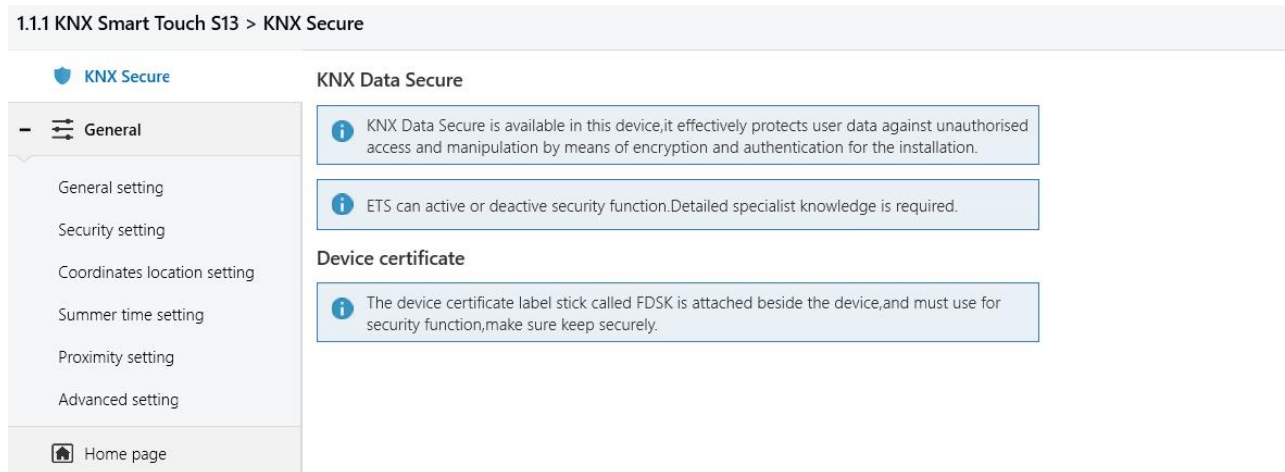 1.1.1 KNX Smart Touch S13 > KNX Secure
KNX Secure
General
General setting
Security setting
Coordinates location setting
Summer time setting
Proximity setting
Advanced setting
Home page
KNX Data Secure
KNX Data Secure is available in this device,it effectively protects user data against unauthorised
access and manipulation by means of encryption and authentication for the installation.
ETS can active or deactive security function.Detailed specialist knowledge is required.
Device certificate
The device certificate label stick called FDSK is attached beside the device,and must use for
security function,make sure keep securely.